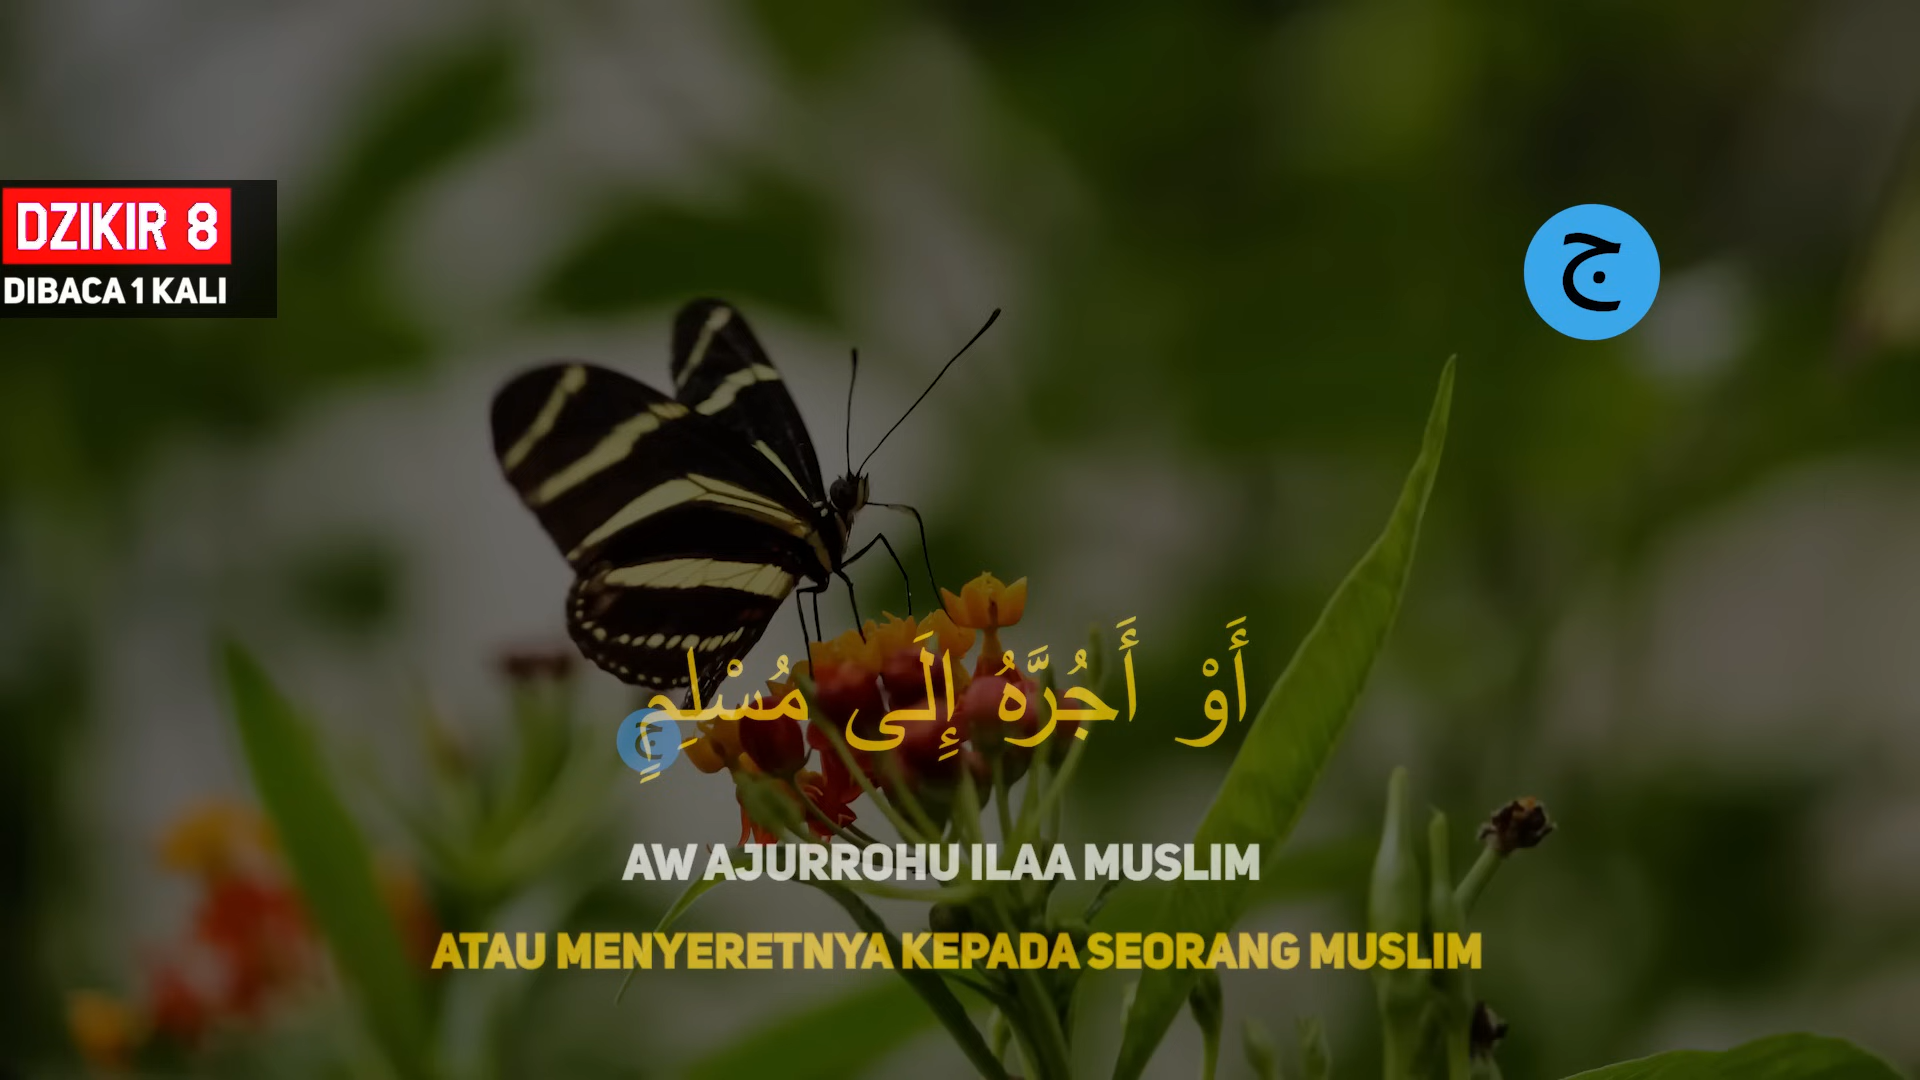 DZIKIR 8
DIBACA 1 KALI
ج
أَوْ أَجُرَّهُ إِلَى مُسْلِمٍ
ج
AW AJURROHU ILAA MUSLIM
ATAU MENYERETNYA KEPADA SEORANG MUSLIM